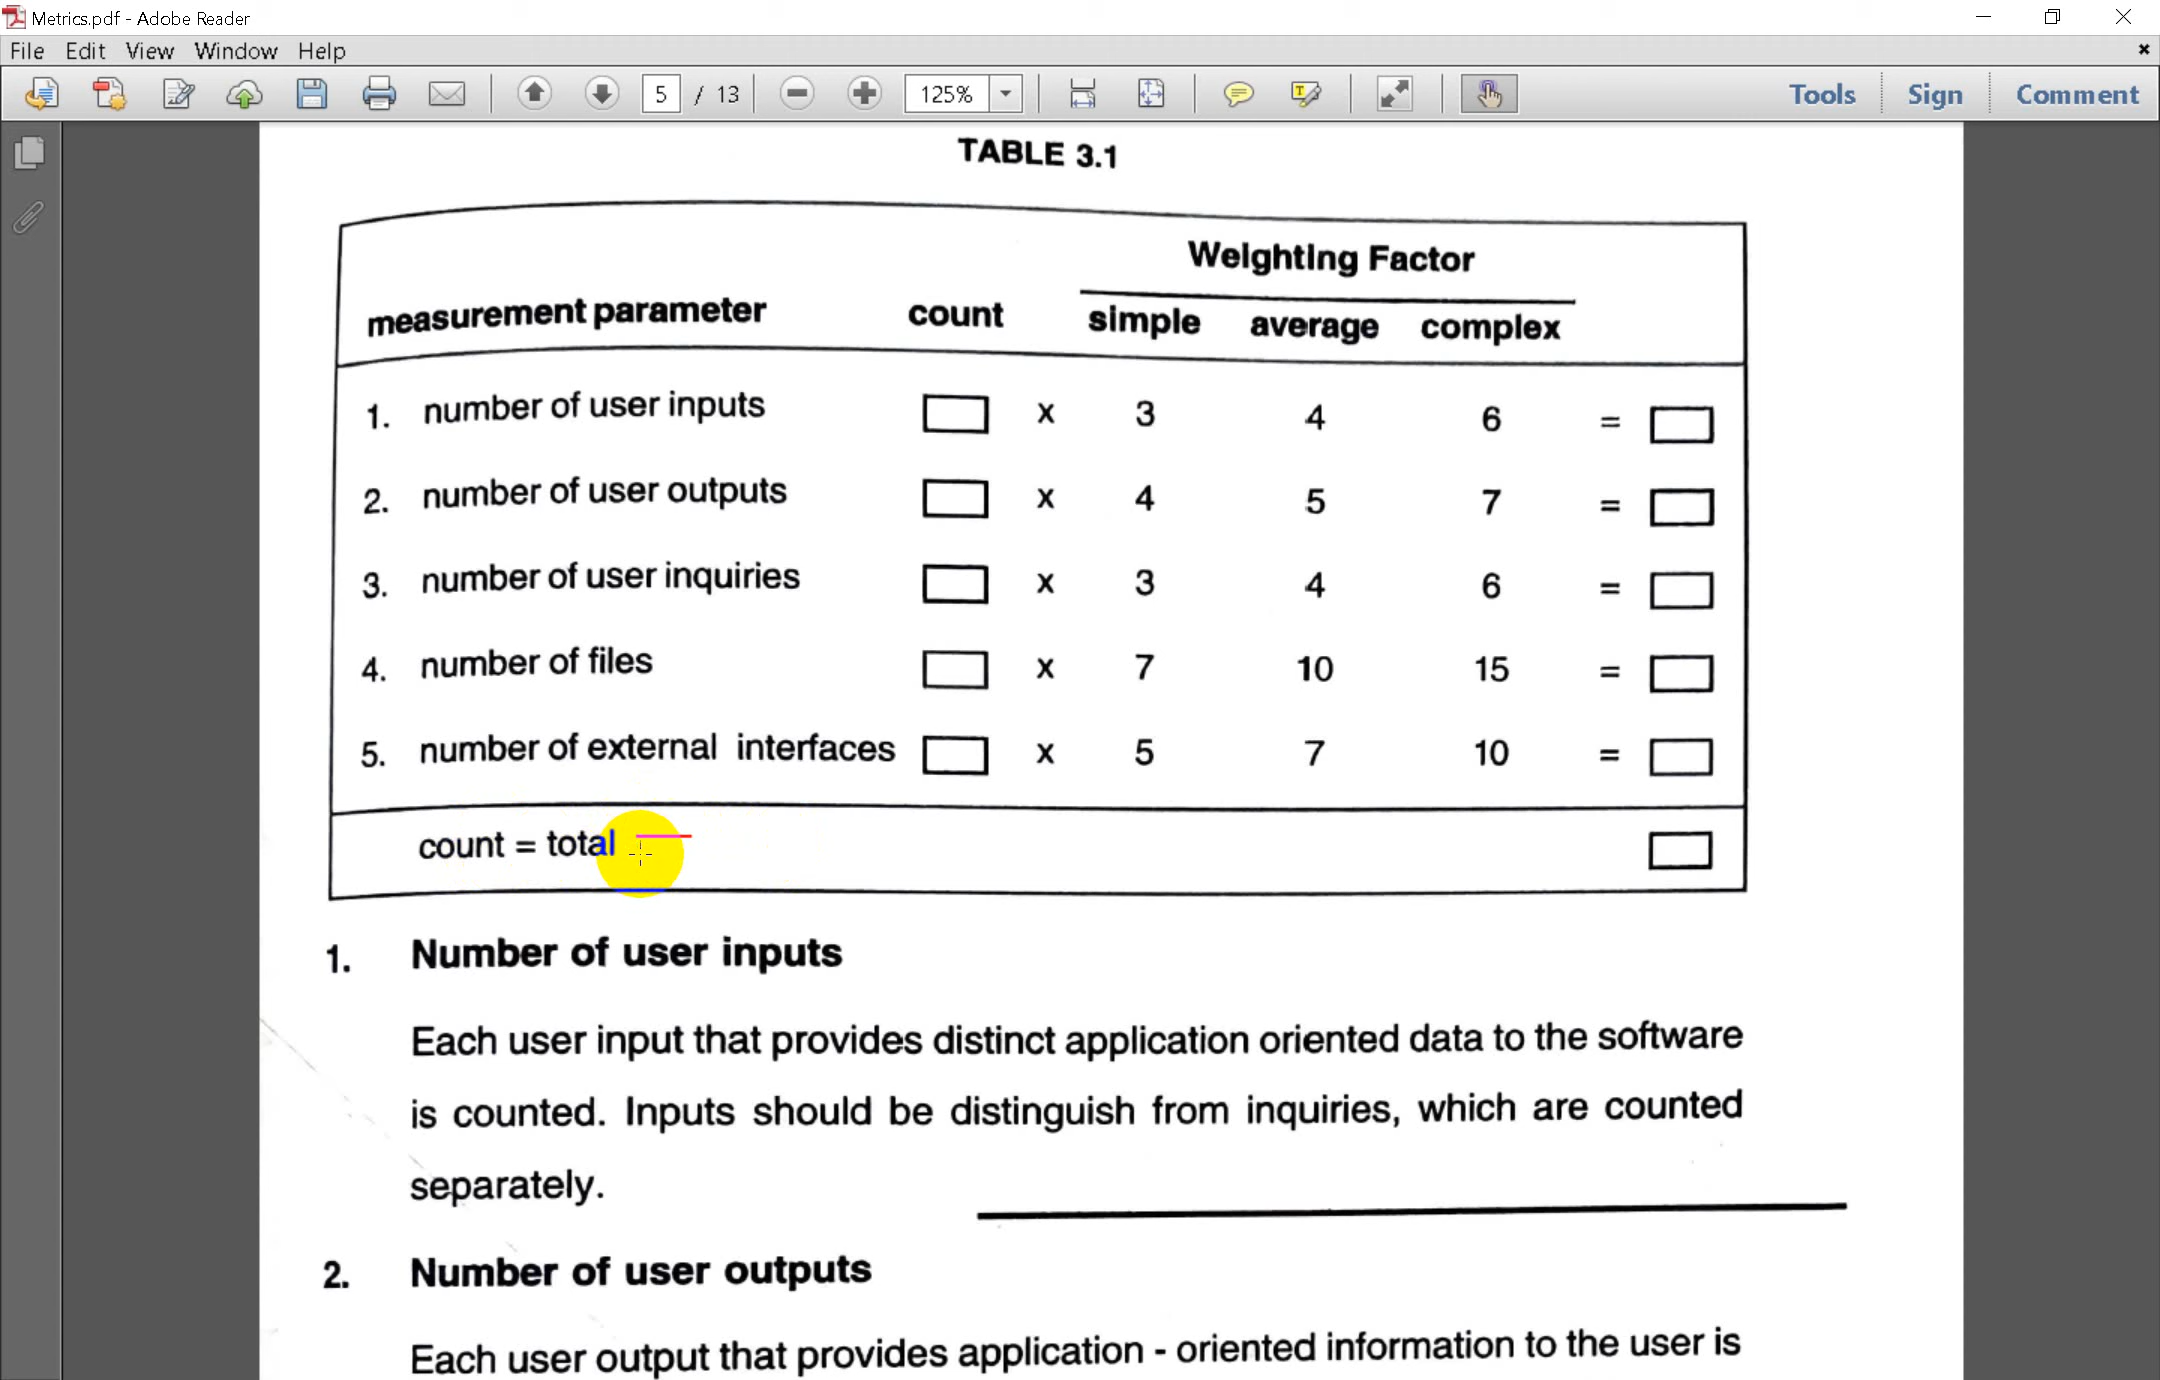 Metrics.pdf - Adobe Reader
File Edit View Window Help
5 / 13 125% Tools Sign Comment
TABLE 3.1
Weighting Factor
measurement parameter count simple average complex
1. number of user inputs x 3 4 6 =
2. number of user outputs x 4 5 7 =
3. number of user inquiries x 3 4 6 =
4. number of files x 7 10 15 =
5. number of external interfaces x 5 7 10 =
count = total
1. Number of user inputs
Each user input that provides distinct application oriented data to the software
is counted. Inputs should be distinguish from inquiries, which are counted
separately.
2. Number of user outputs
Each user output that provides application - oriented information to the user is